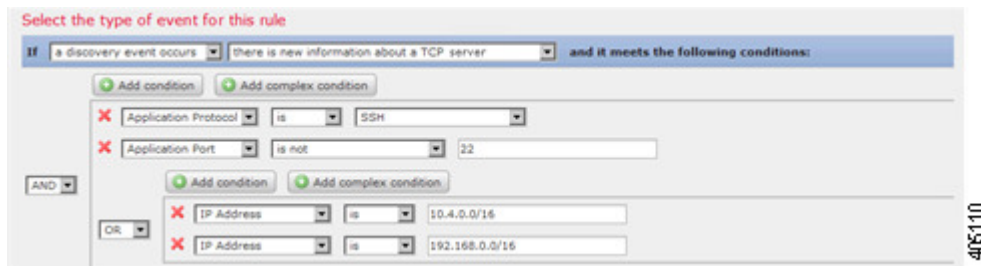 Select the type of event for this rule
If a discovery event occurs there is new information about a TCP server and it meets the following conditions:
Add condition Add complex condition
Application Protocol is SSH
Application Port is not 22
AND
Add condition Add complex condition
OR
IP Address is 10.4.0.0/16
IP Address is 192.168.0.0/16
405110